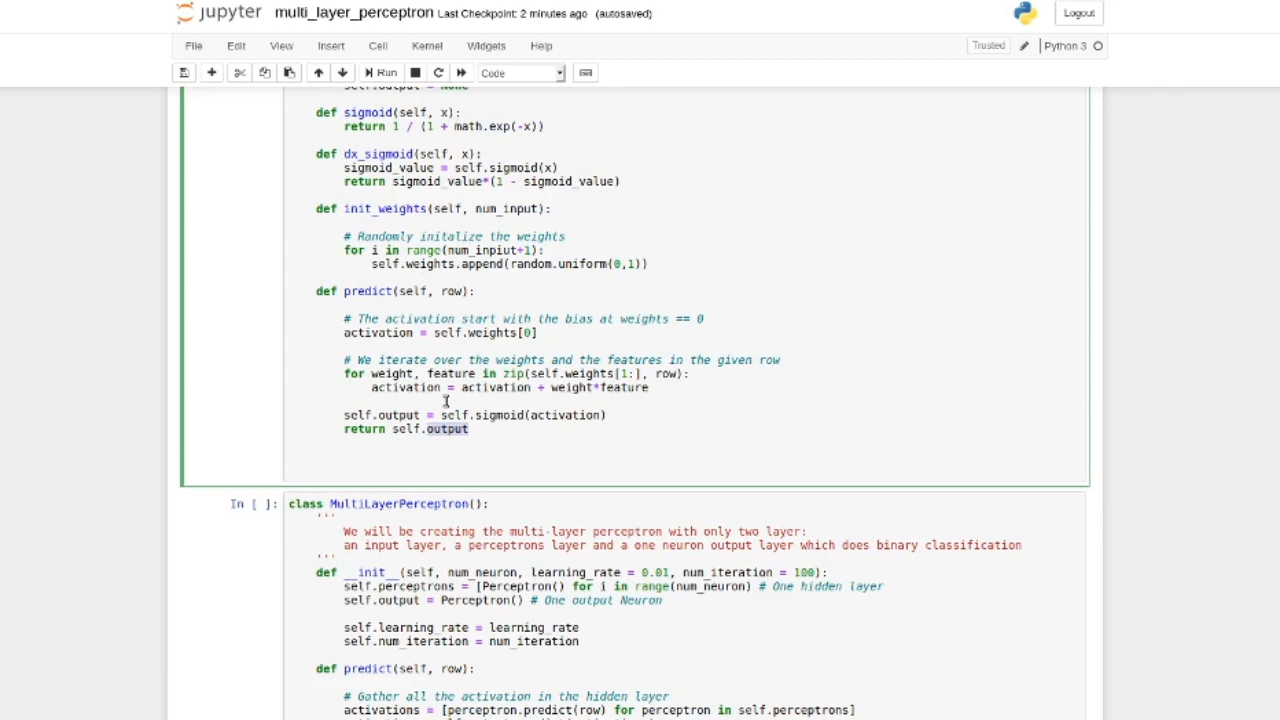 jupyter multi_layer_perceptron Last Checkpoint: 2 minutes ago (autosaved) Logout
File Edit View Insert Cell Kernel Widgets Help Trusted Python 3
Run Code
self.output = None
def sigmoid(self, x):
return 1 / (1 + math.exp(-x))
def dx_sigmoid(self, x):
sigmoid_value = self.sigmoid(x)
return sigmoid_value*(1 - sigmoid_value)
def init_weights(self, num_input):
# Randomly initalize the weights
for i in range(num_inpiut+1):
self.weights.append(random.uniform(0,1))
def predict(self, row):
# The activation start with the bias at weights == 0
activation = self.weights[0]
# We iterate over the weights and the features in the given row
for weight, feature in zip(self.weights[1:], row):
activation = activation + weight*feature
self.output = self.sigmoid(activation)
return self.output
In [ ]: class MultiLayerPerceptron():
'''
We will be creating the multi-layer perceptron with only two layer:
an input layer, a perceptrons layer and a one neuron output layer which does binary classification
'''
def __init__(self, num_neuron, learning_rate = 0.01, num_iteration = 100):
self.perceptrons = [Perceptron() for i in range(num_neuron) # One hidden layer
self.output = Perceptron() # One output Neuron
self.learning_rate = learning_rate
self.num_iteration = num_iteration
def predict(self, row):
# Gather all the activation in the hidden layer
activations = [perceptron.predict(row) for perceptron in self.perceptrons]